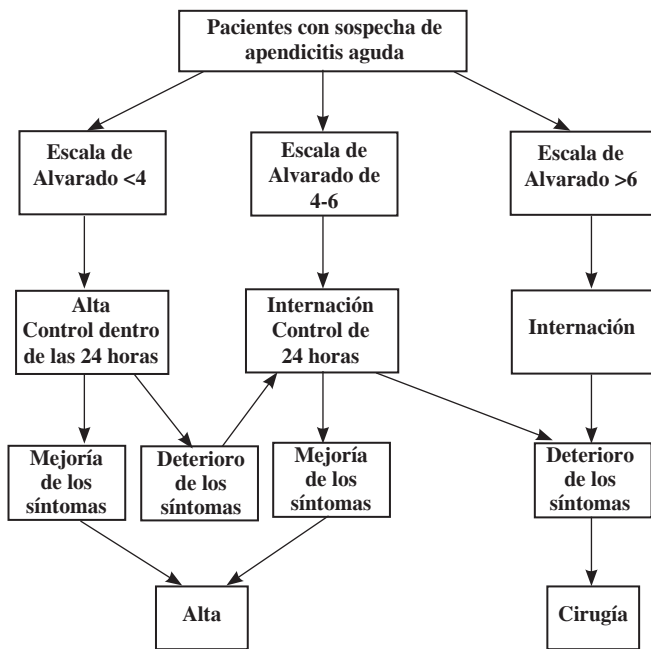 Pacientes con sospecha de
apendicitis aguda
Escala de
Alvarado <4
Escala de
Alvarado de
4-6
Escala de
Alvarado >6
Alta
Control dentro
de las 24 horas
Internación
Control de
24 horas
Internación
Mejoría
de los
síntomas
Deterioro
de los
síntomas
Mejoría
de los
síntomas
Deterioro
de los
síntomas
Alta
Cirugía